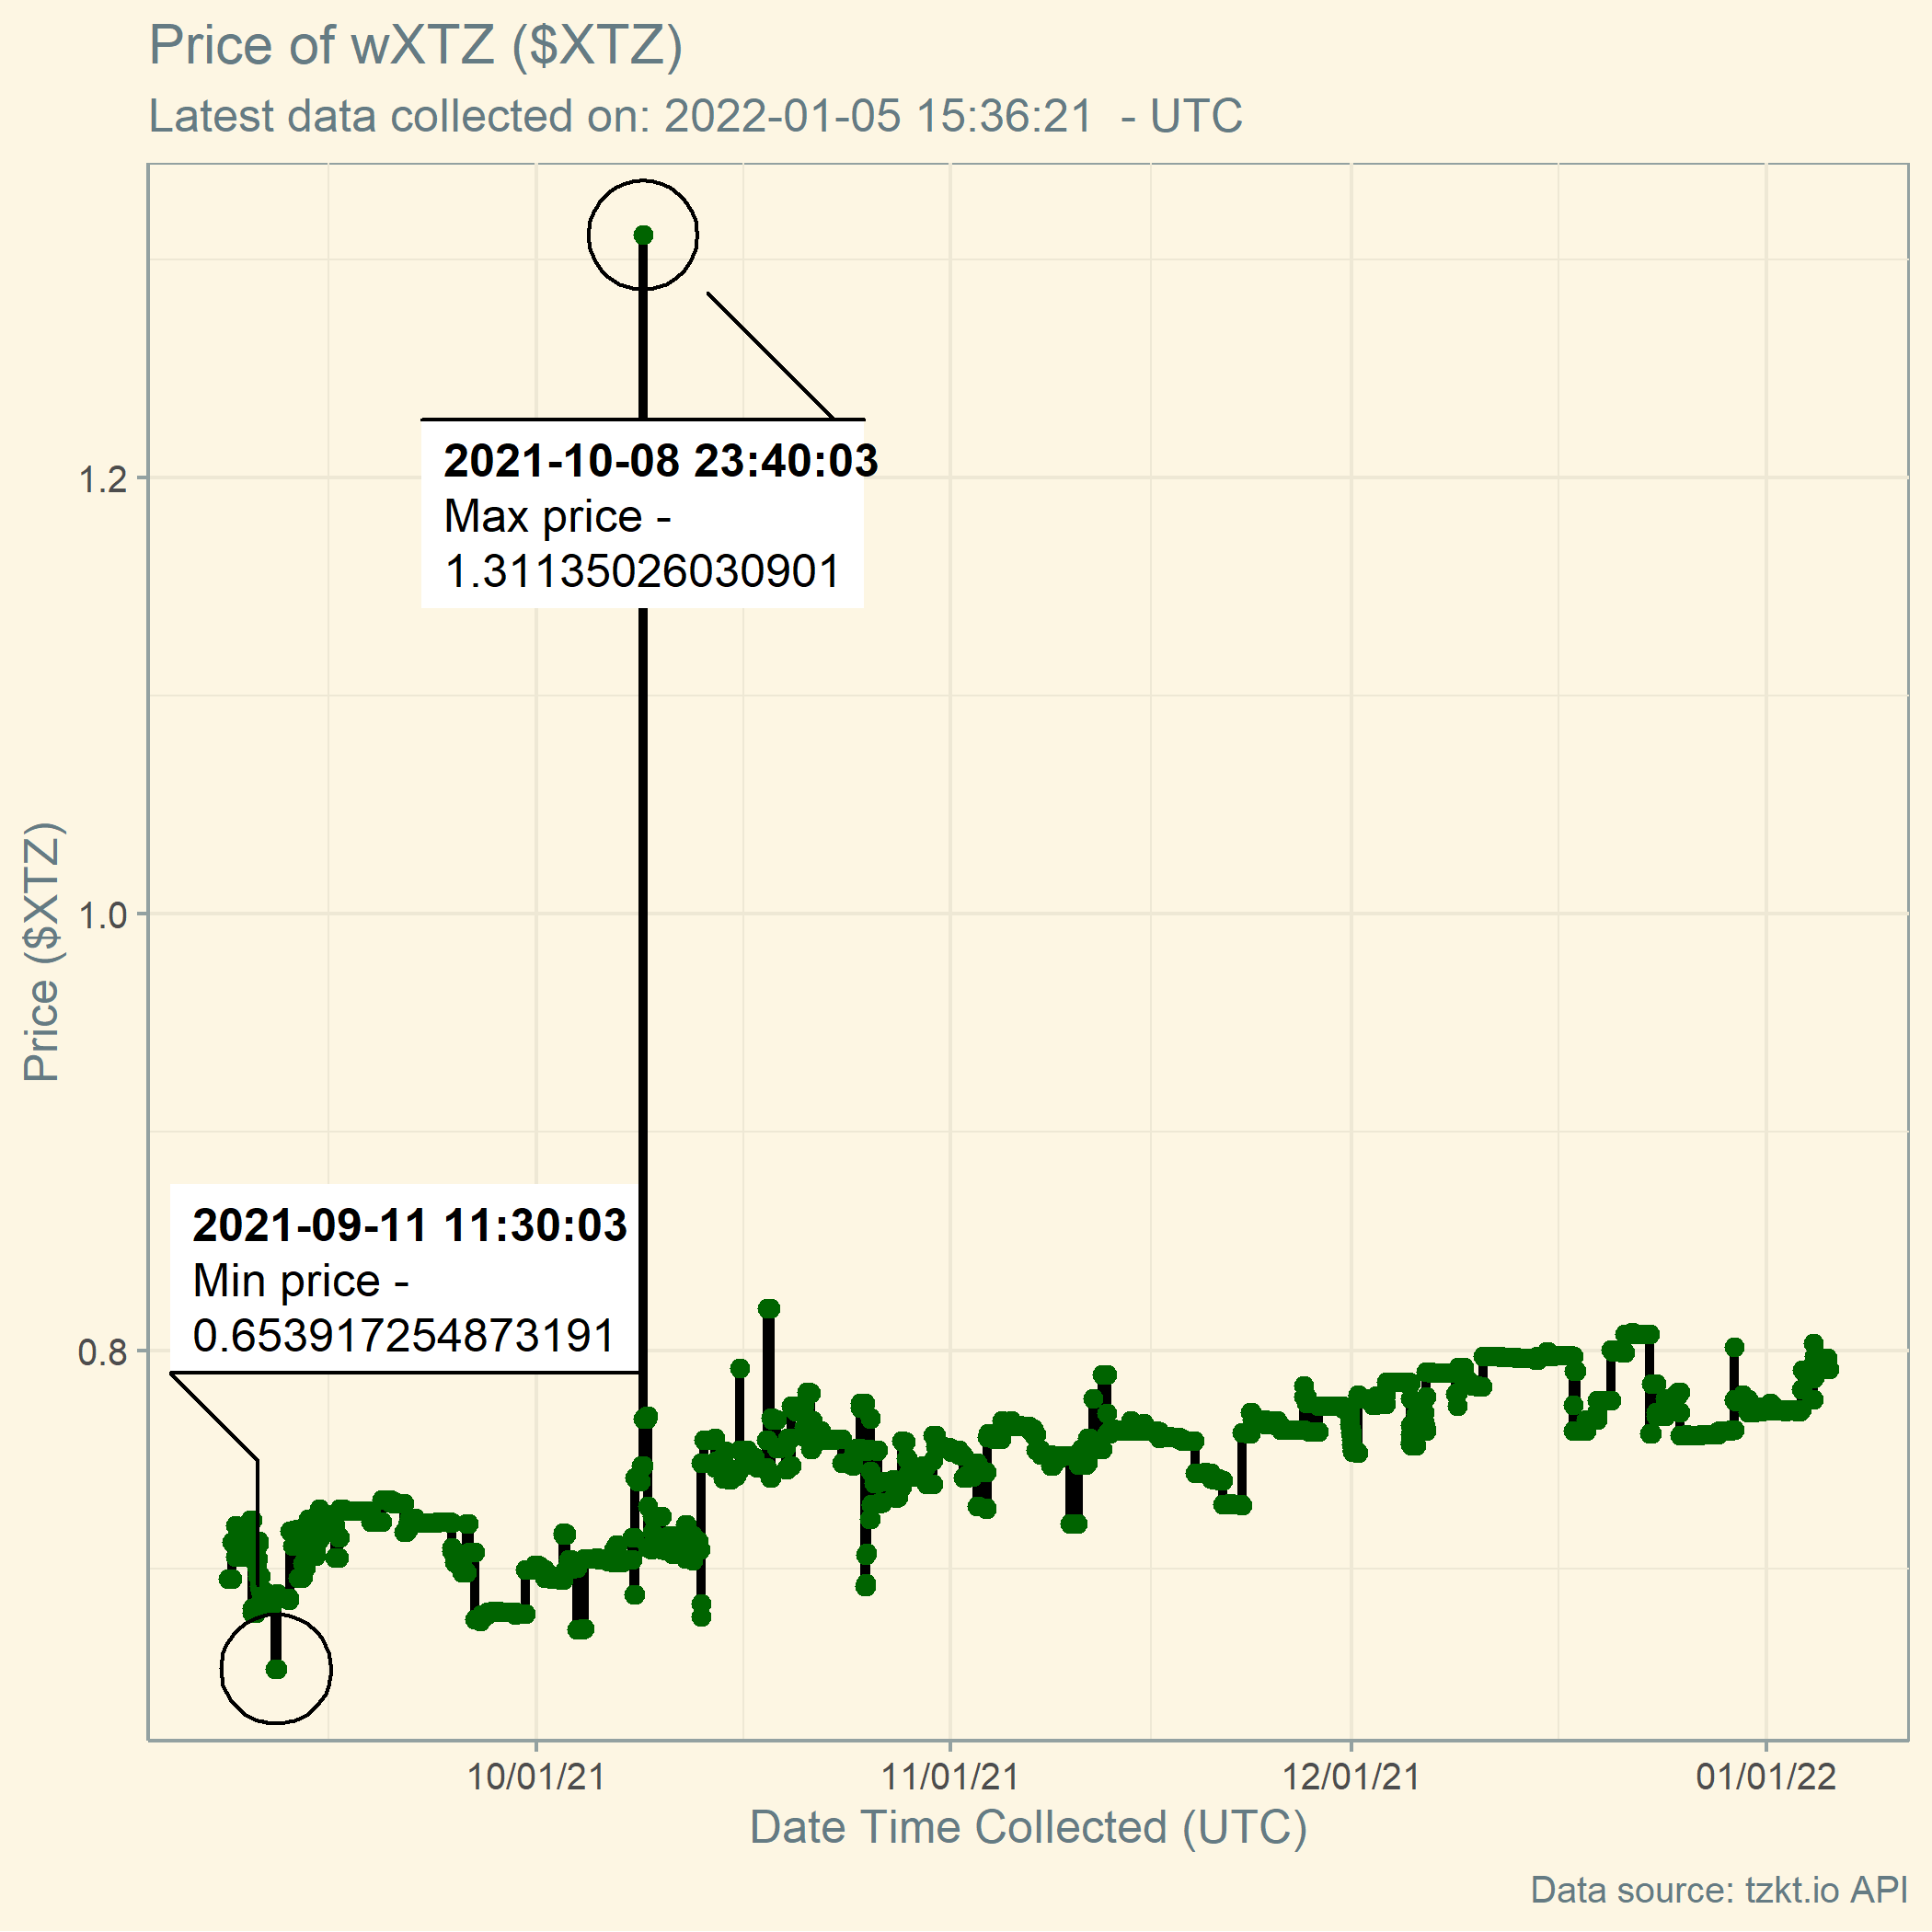 Price of wXTZ ($XTZ)
Latest data collected on: 2022-01-05 15:36:21  - UTC
2021-10-08 23:40:03
Max price -
1.31135026030901
1.2
1.0
Price ($XTZ)
2021-09-11 11:30:03
Min price -
0.653917254873191
0.8
10/01/21
11/01/21
12/01/21
01/01/22
Date Time Collected (UTC)
Data source: tzkt.io API